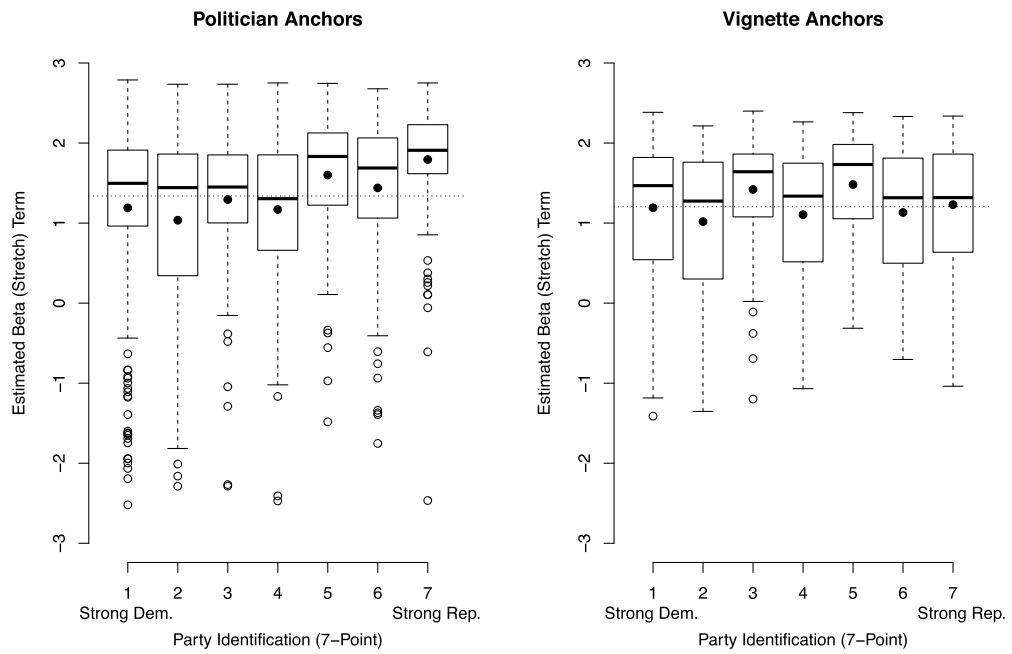 Politician Anchors
Estimated Beta (Stretch) Term
3
2
1
0
−1
−2
−3
1 2 3 4 5 6 7
Strong Dem. Strong Rep.
Party Identification (7−Point)
Vignette Anchors
Estimated Beta (Stretch) Term
3
2
1
0
−1
−2
−3
1 2 3 4 5 6 7
Strong Dem. Strong Rep.
Party Identification (7−Point)